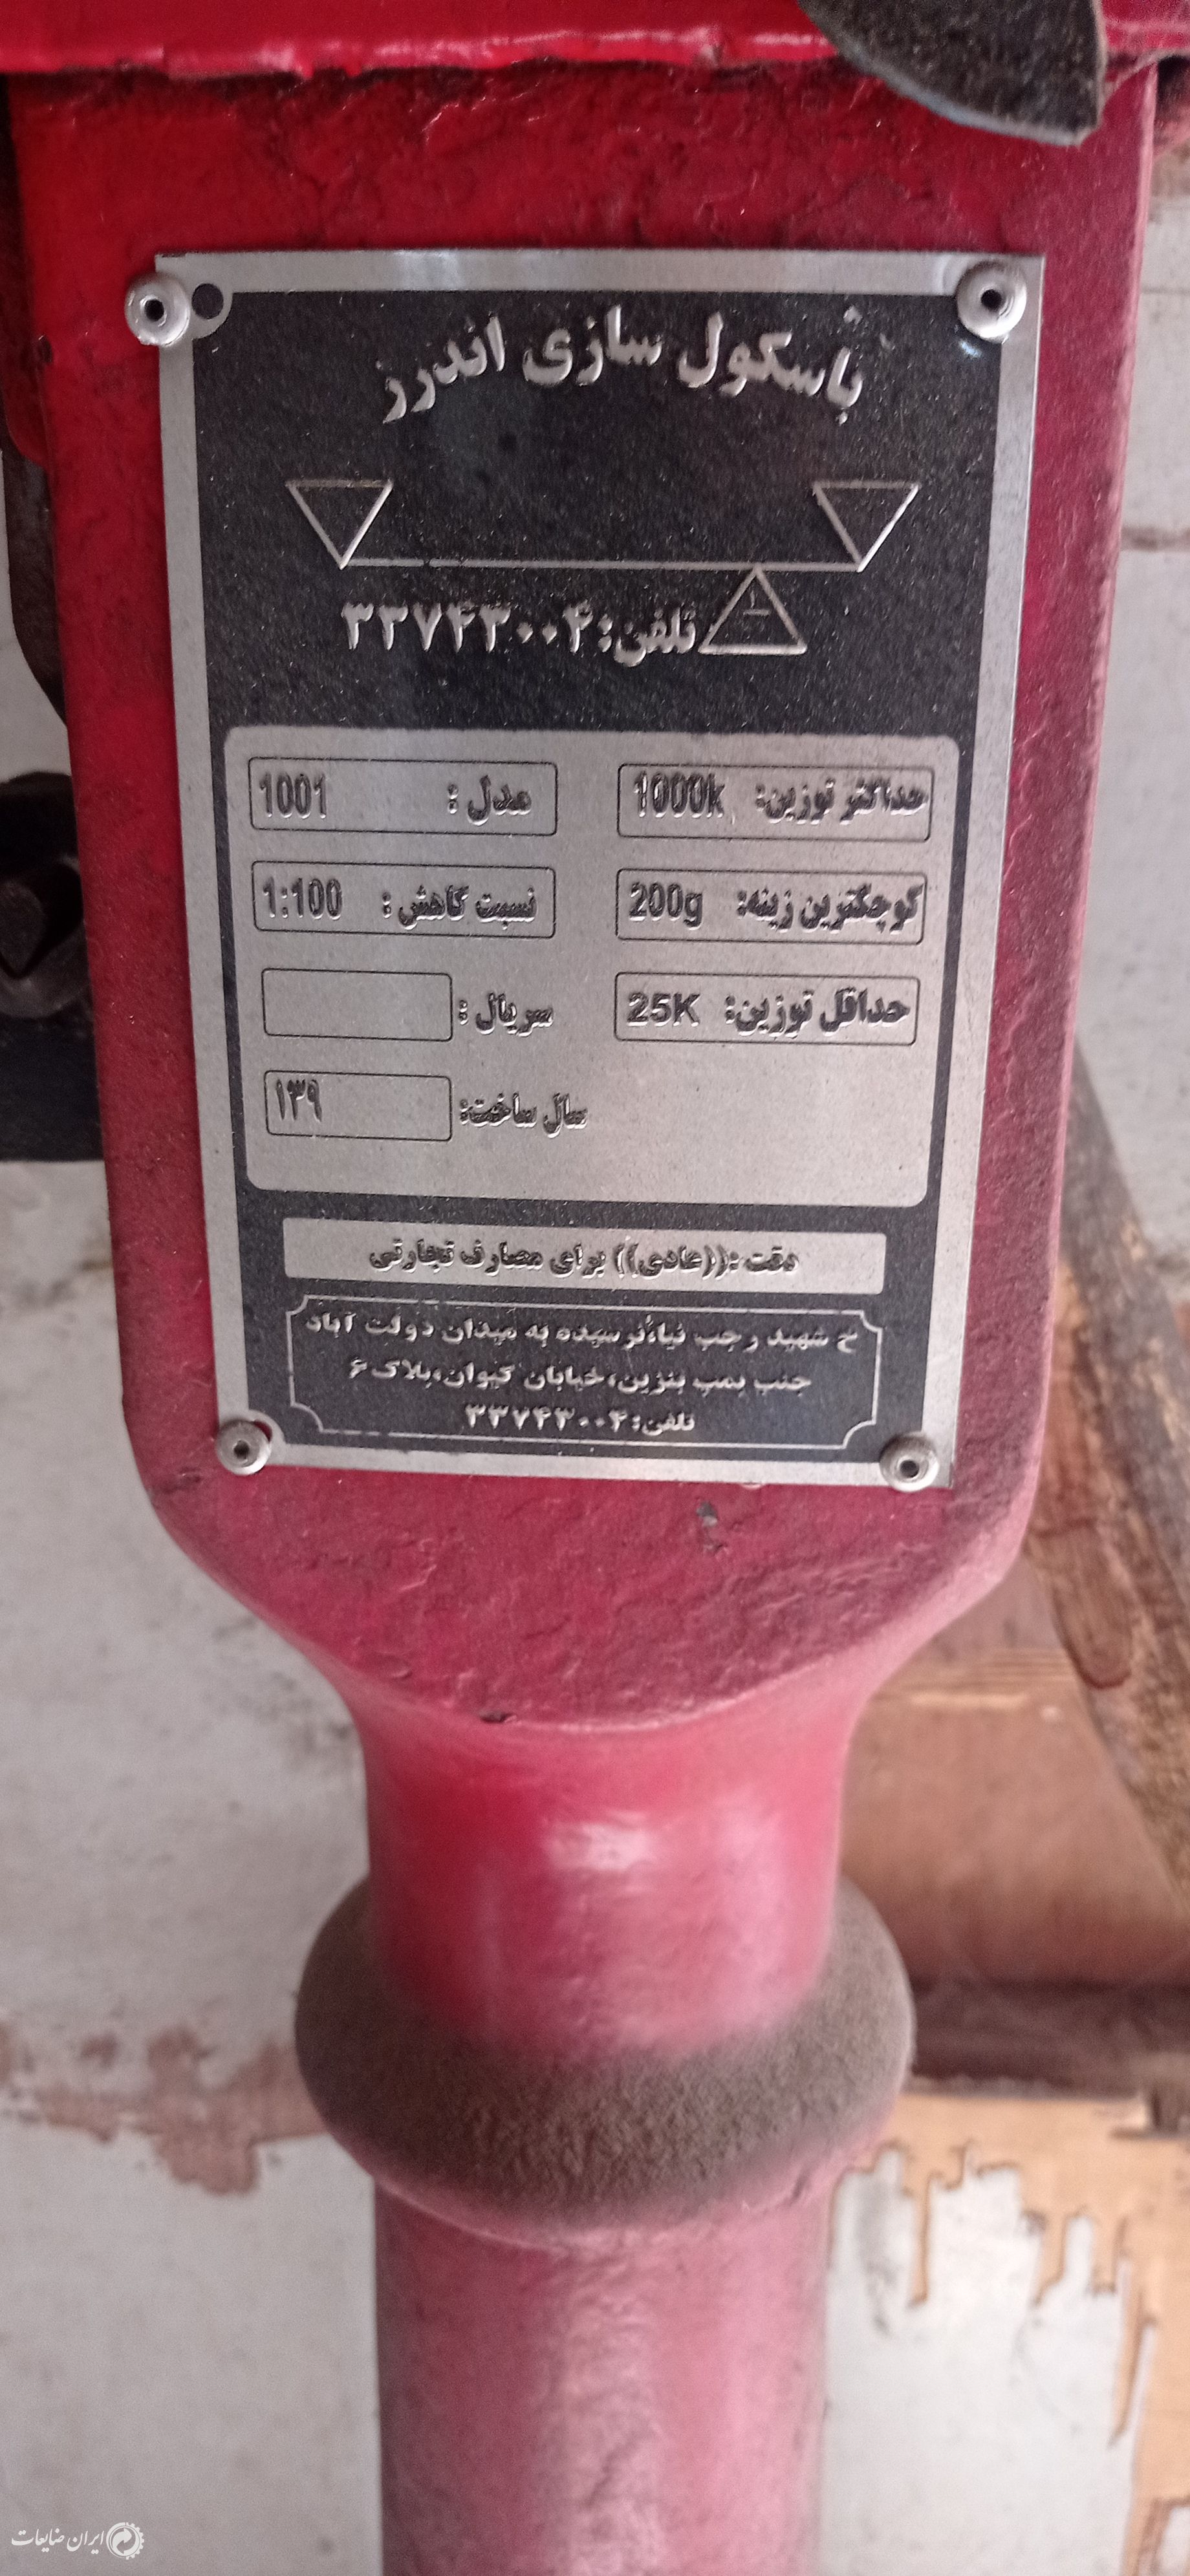 باسکول سازی اندرز
تلفن:۳۳۷۴۳۰۰۴
حداکثر توزین: 1000k
مدل : 1001
کوچکترین زینه: 200g
نسبت کاهش : 1:100
حداقل توزین: 25K
سریال :
سال ساخت: ۱۳۹
دقت :((عادی)) برای مصارف تجارتی
خ شهید رجب نیا،نرسیده به میدان دولت آباد
جنب پمپ بنزین،خیابان کیوان،پلاک ۶
تلفن:۳۳۷۴۳۰۰۴
ایران ضایعات